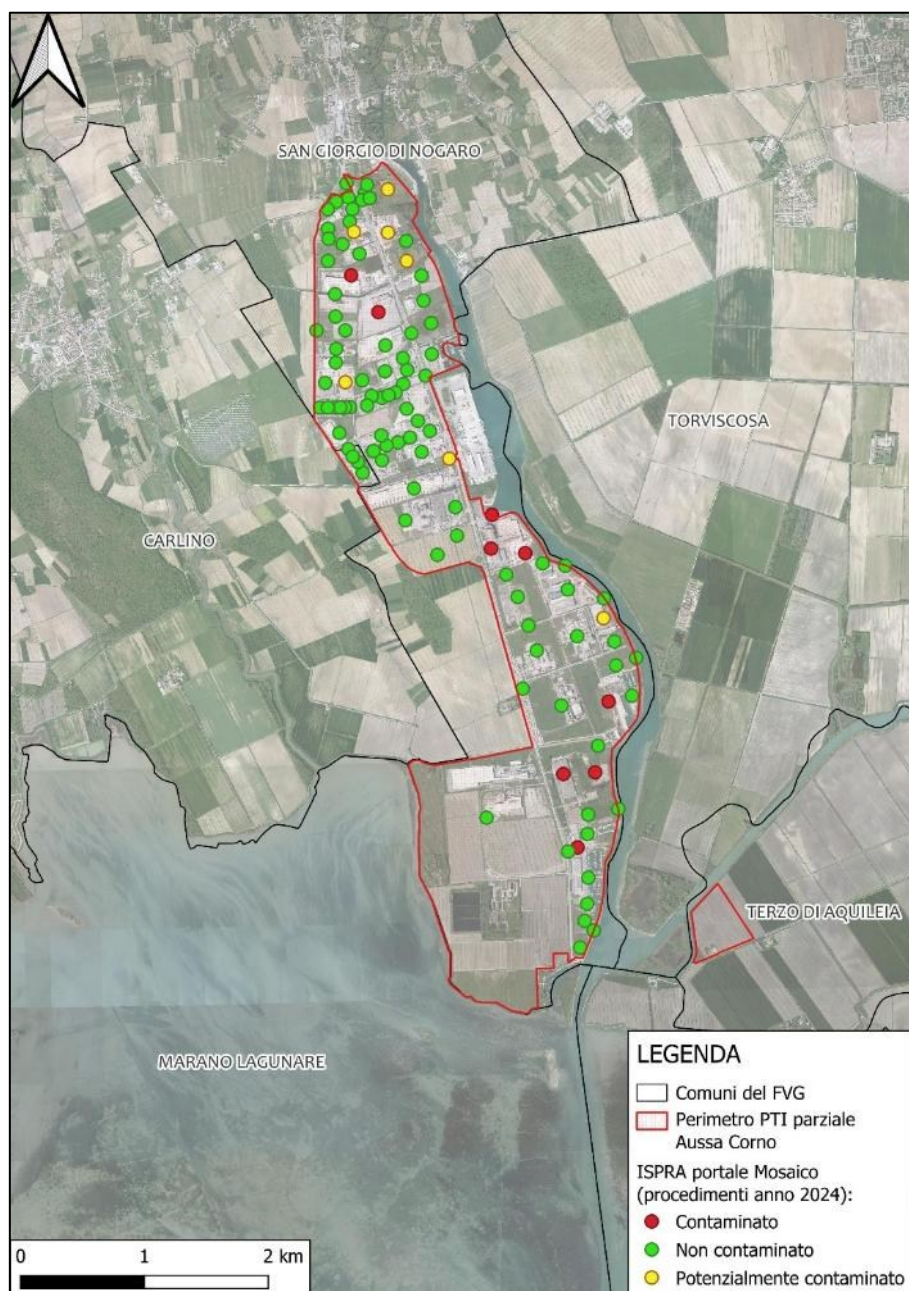 SAN GIORGIO DI NOGARO
TORVISCOSA
CARLINO
TERZO DI AQUILEIA
MARANO LAGUNARE
LEGENDA
Comuni del FVG
Perimetro PTI parziale
Aussa Corno
ISPRA portale Mosaico
(procedimenti anno 2024):
Contaminato
Non contaminato
Potenzialmente contaminato
0 1 2 km